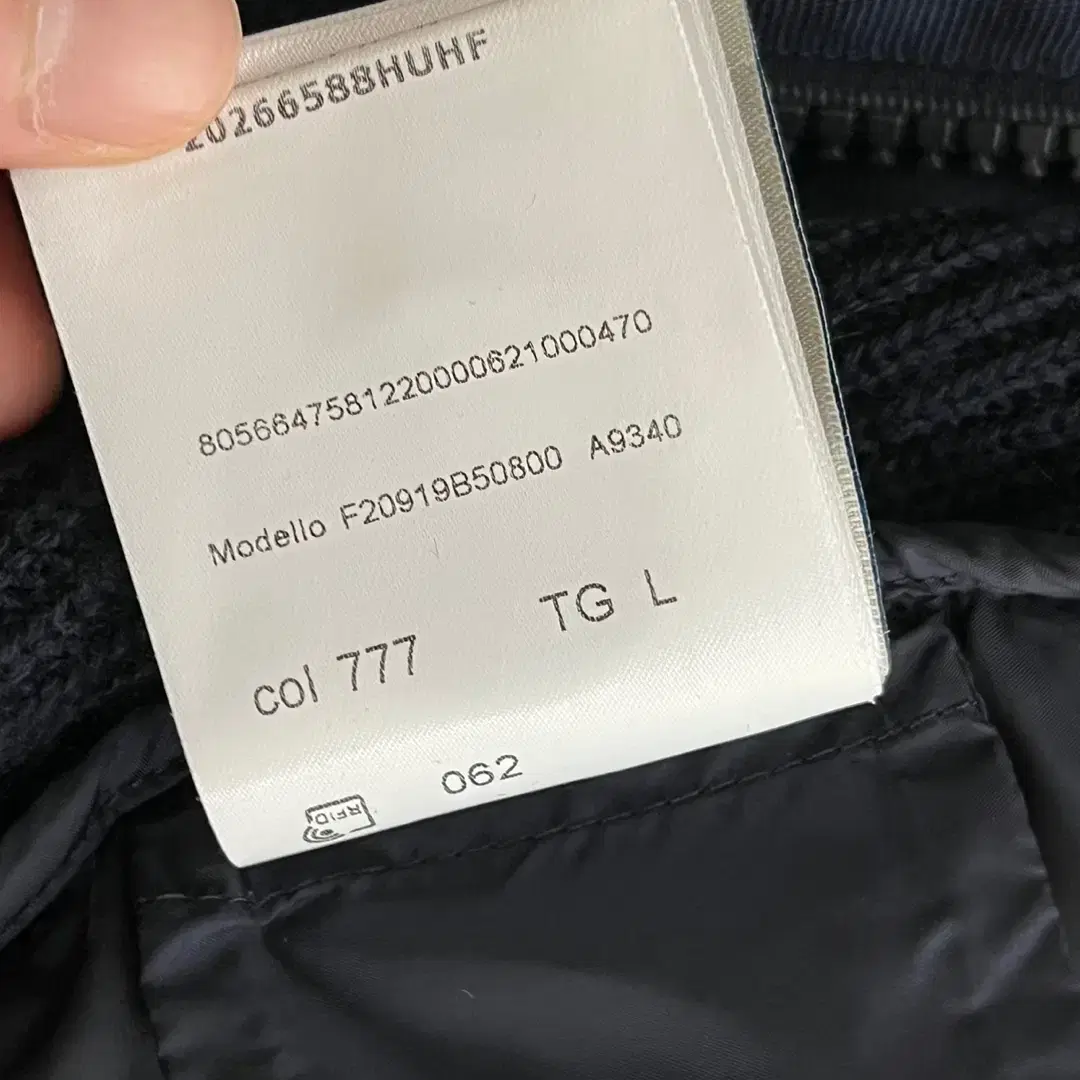 20266588HUHF
8056647581220000621000470
Modello F20919B50800 A9340
col 777 TG L
062
RFID